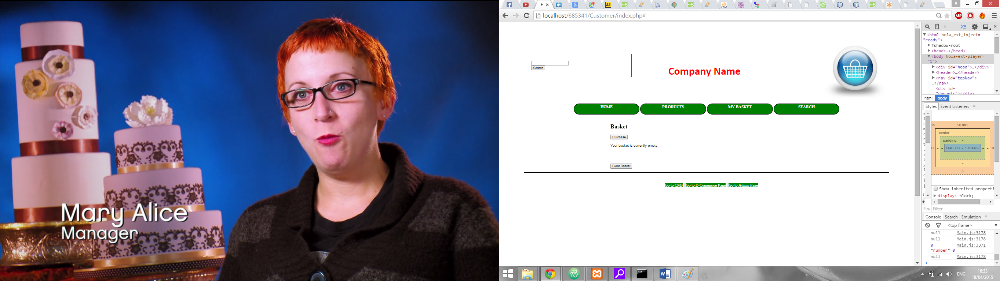 Mary Alice
Manager
localhost/685341/Customer/index.php#
Search
Company Name
HOME
PRODUCTS
MY BASKET
SEARCH
Basket
Purchase
Your basket is currently empty.
Clear Basket
Go to CMS | Go to E-Commerce Page | Go to Admin Page
<html hola_ext_inject=
"ready">
#shadow-root
<head>…</head>
<body hola-ext-player=
"1">
<div id="head">…</div>
<header>…</header>
<nav id="topNav">
…</nav>
<div id=
"dynamic"></div>
html body
Styles Event Listeners »
50.981
border –
padding –
1495.777 × 1310.482
8
Show inherited properti
display: block;
Filter
Console Search Emulation »
<top frame>
null Main.js:3178
null Main.js:3178
0 Main.js:3371
"number" 0
null Main.js:3178
ENG
16:33
18/04/2015